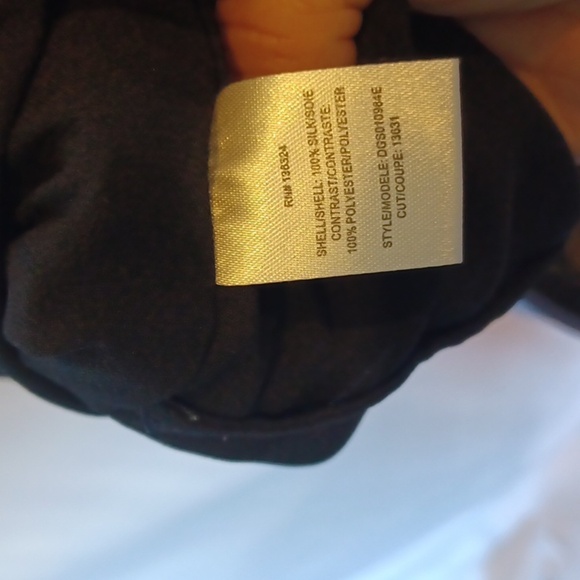 RN# 136324
SHELL/SHELL: 100% SILK/SOIE
CONTRAST/CONTRASTE:
100% POLYESTER/POLYESTER
STYLE/MODELE: DGS010984E
CUT/COUPE: 13631